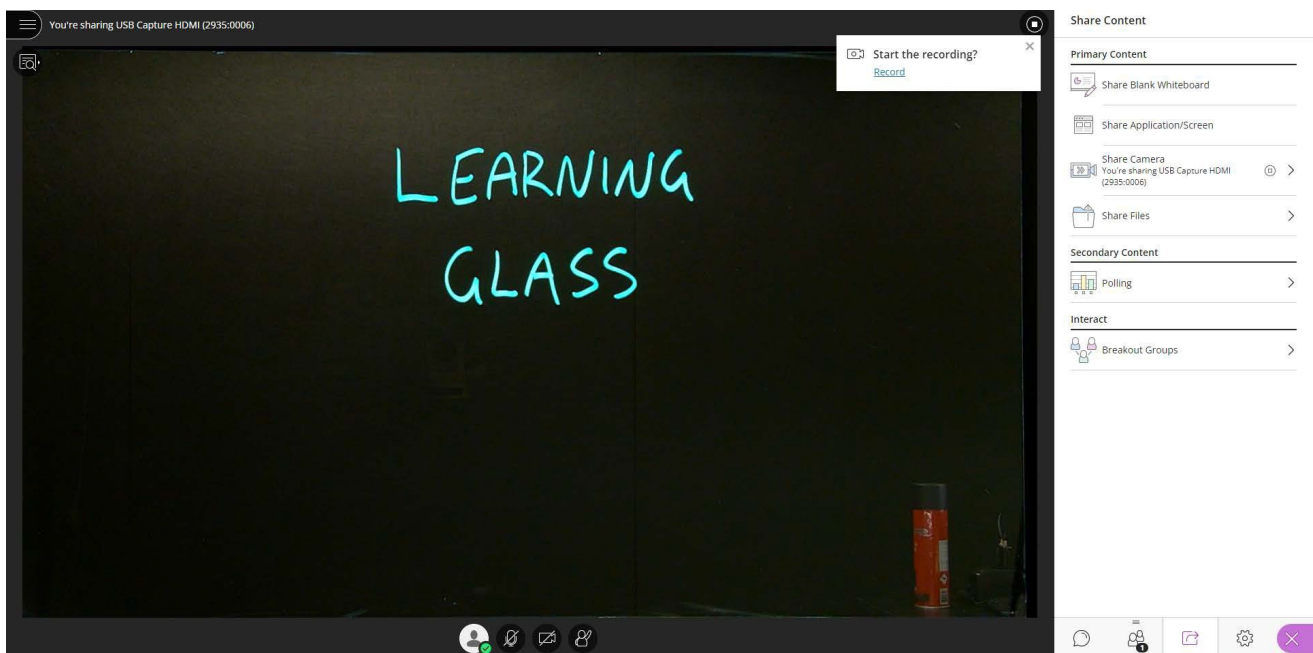 You're sharing USB Capture HDMI (2935:0006)
Start the recording?
Record
LEARNING
GLASS
Share Content
Primary Content
Share Blank Whiteboard
Share Application/Screen
Share Camera
You're sharing USB Capture HDMI
(2935:0006)
Share Files
Secondary Content
Polling
Interact
Breakout Groups
1